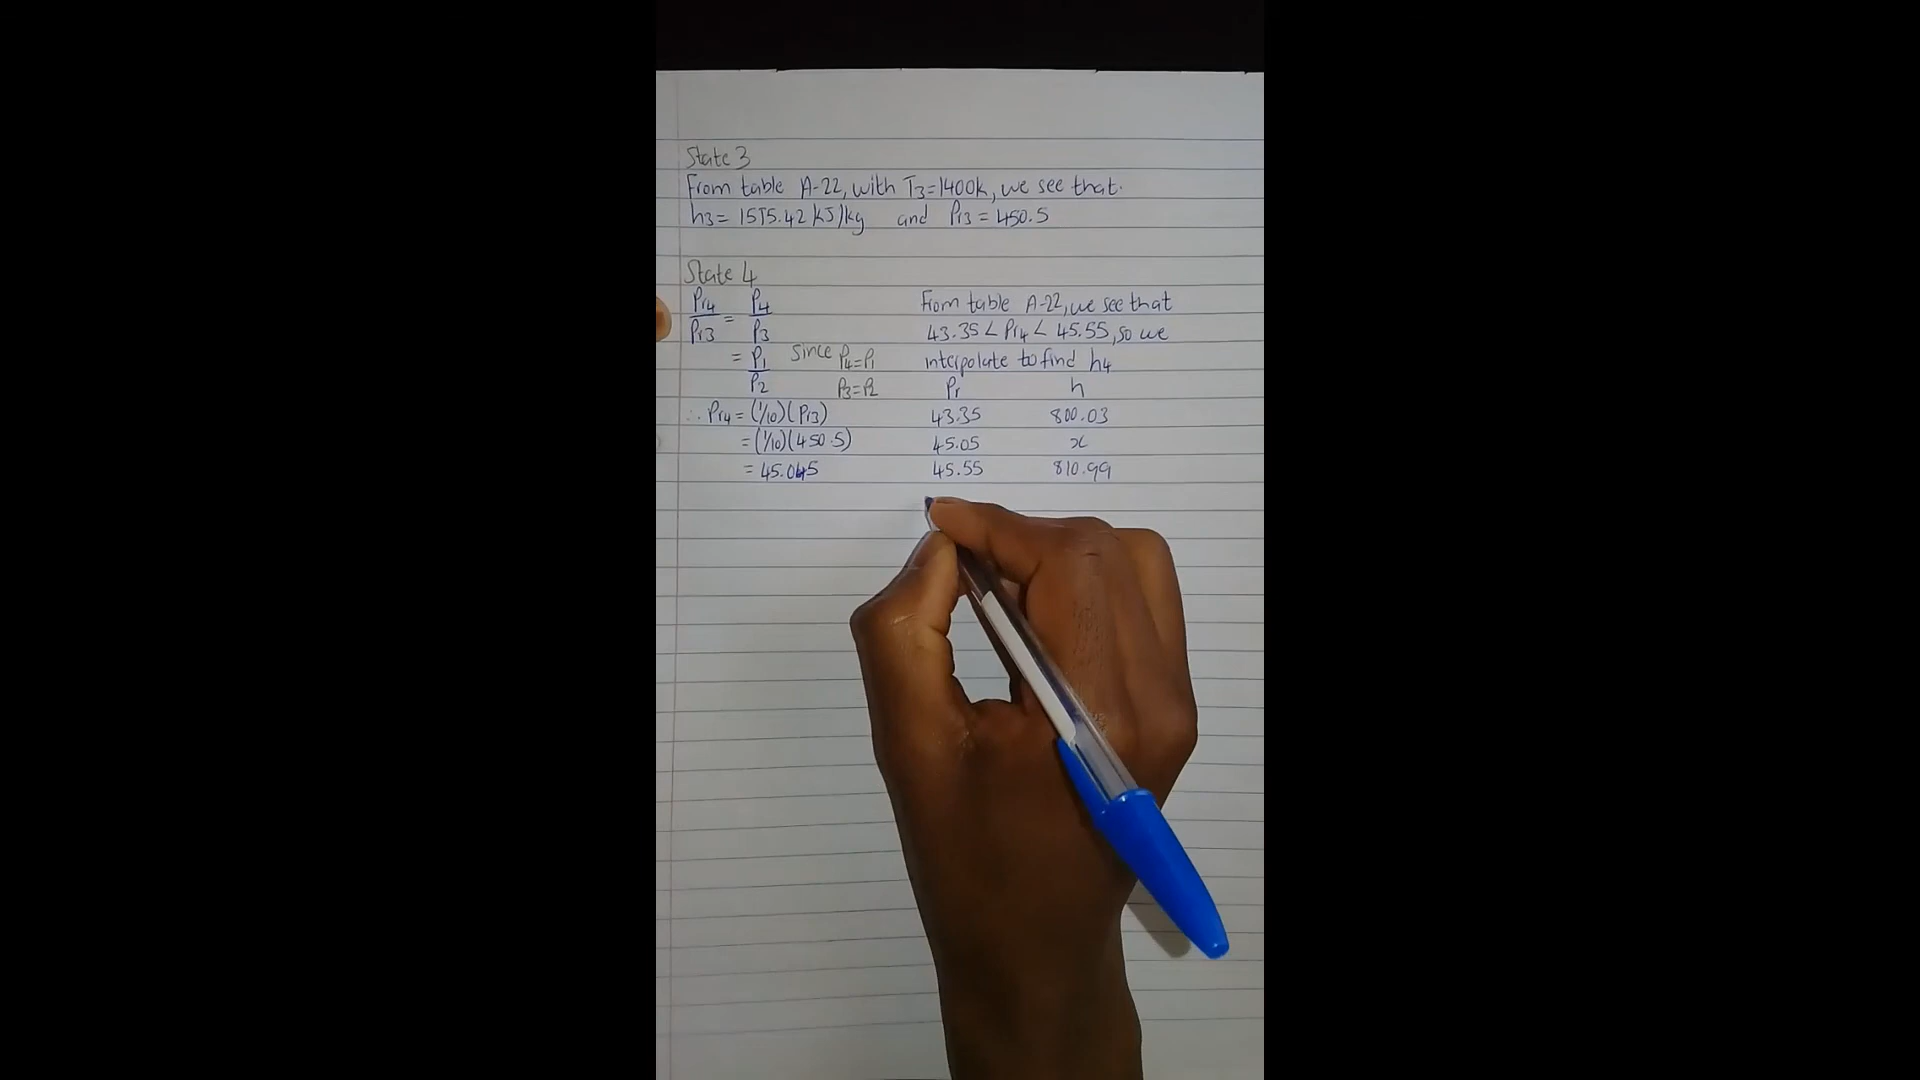 State 3
From table A-22, with T3=1400k, we see that.
h3= 1515.42 kJ/kg and Pr3 = 450.5
State 4
Pr4/Pr3 = P4/P3
= P1/P2 Since P4=P1
P3=P2
∴ Pr4 = (1/10)(Pr3)
= (1/10)(450.5)
= 45.045
From table A-22, we see that
43.35 < Pr4 < 45.55, so we
interpolate to find h4
Pr h
43.35 800.03
45.05 x
45.55 810.99